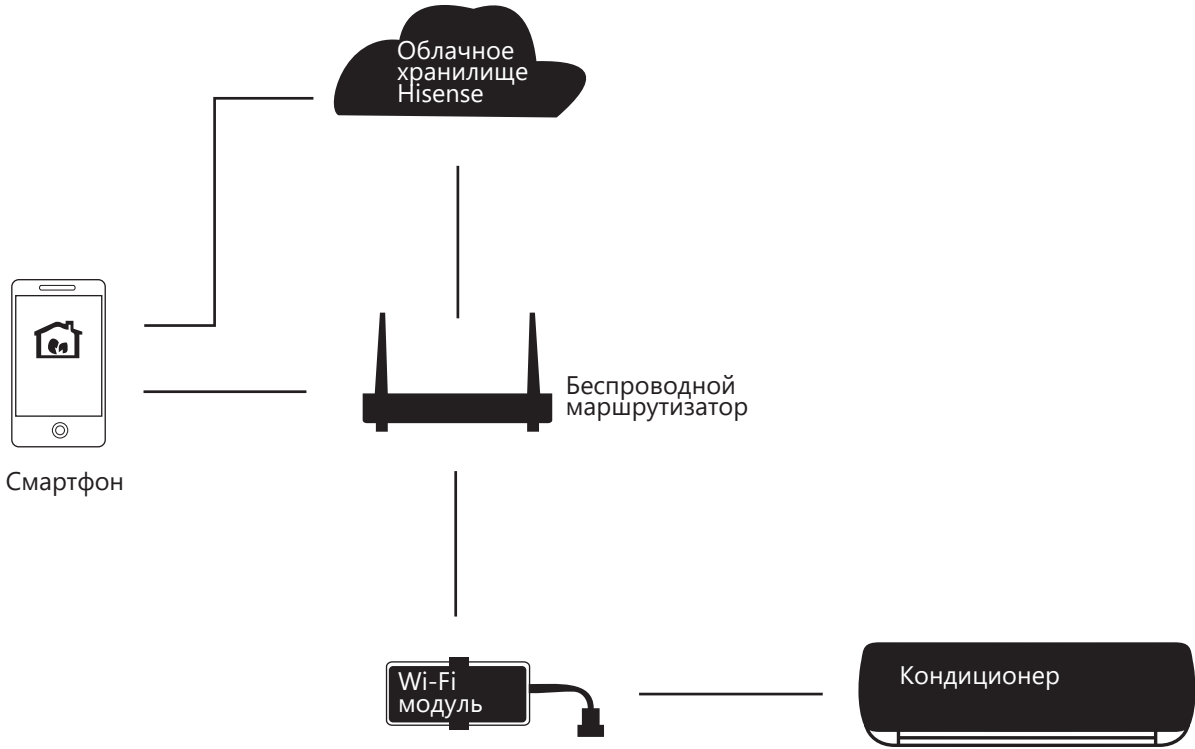 Облачное
хранилище
Hisense
Беспроводной
маршрутизатор
Смартфон
Wi-Fi
модуль
Кондиционер